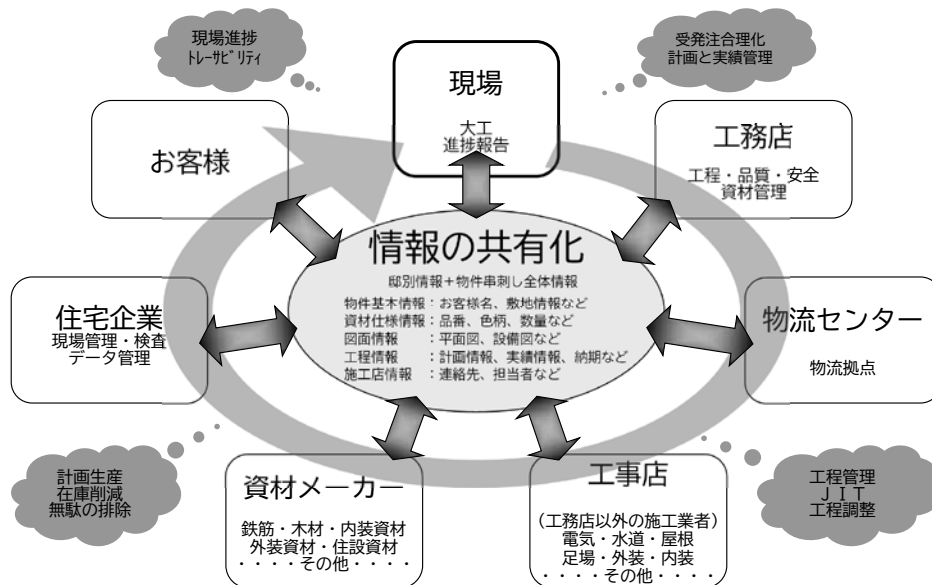 現場進捗
ﾄﾚｰｻﾋﾞﾘﾃｨ
現場
大工
進捗報告
受発注合理化
計画と実績管理
お客様
工務店
工程・品質・安全
資材管理
情報の共有化
邸別情報＋物件串刺し全体情報
物件基本情報：お客様名、敷地情報など
資材仕様情報：品番、色柄、数量など
図面情報　　：平面図、設備図など
工程情報　　：計画情報、実績情報、納期など
施工店情報　：連絡先、担当者など
住宅企業
現場管理・検査
データ管理
物流センター
物流拠点
計画生産
在庫削減
無駄の排除
資材メーカー
鉄筋・木材・内装資材
外装資材・住設資材
・・・・その他・・・・
工事店
（工務店以外の施工業者）
電気・水道・屋根
足場・外装・内装
・・・・その他・・・・
工程管理
ＪＩＴ
工程調整